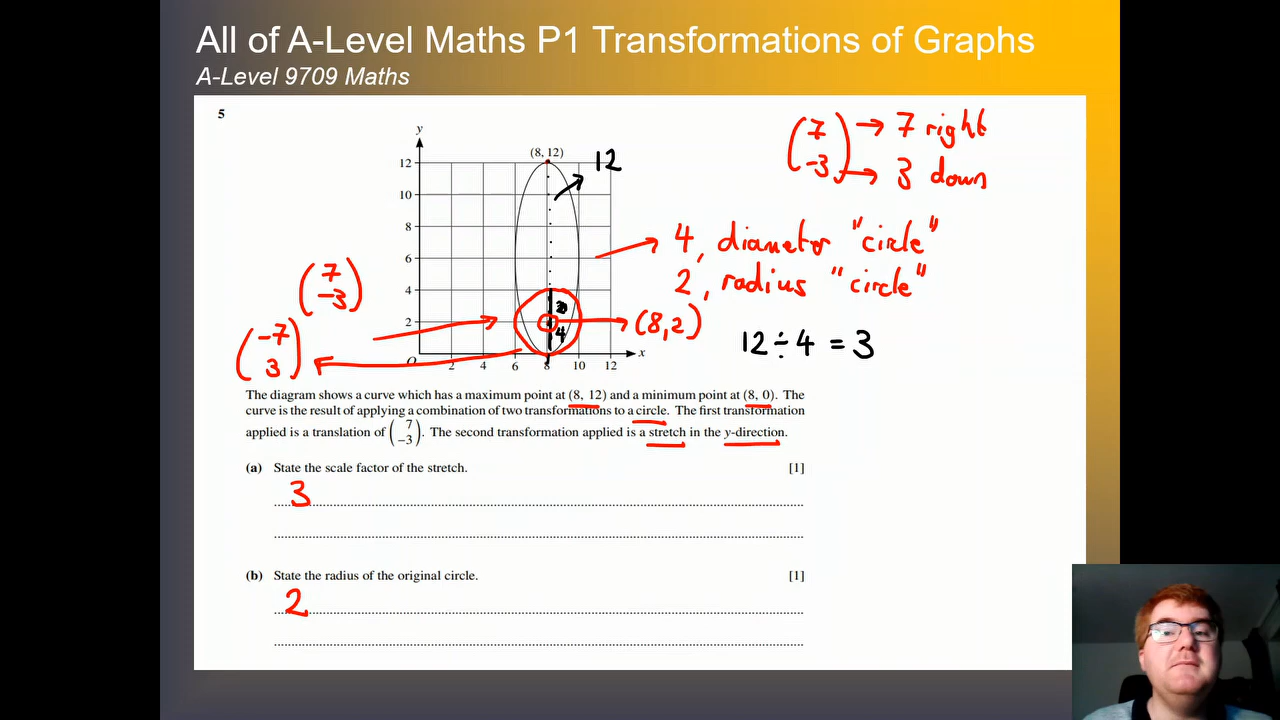 All of A-Level Maths P1 Transformations of Graphs
A-Level 9709 Maths
5
y
(8, 12)
12
12
10
8
6
4
2
O
2 4 6 8 10 12
x
(7 -3) → 7 right
→ 3 down
→ 4, diameter "circle"
2, radius "circle"
(7 -3)
(-7 3)
4
→ (8,2)
12 ÷ 4 = 3
The diagram shows a curve which has a maximum point at (8, 12) and a minimum point at (8, 0). The
curve is the result of applying a combination of two transformations to a circle. The first transformation
applied is a translation of (7 -3). The second transformation applied is a stretch in the y-direction.
(a) State the scale factor of the stretch. [1]
3
(b) State the radius of the original circle. [1]
2